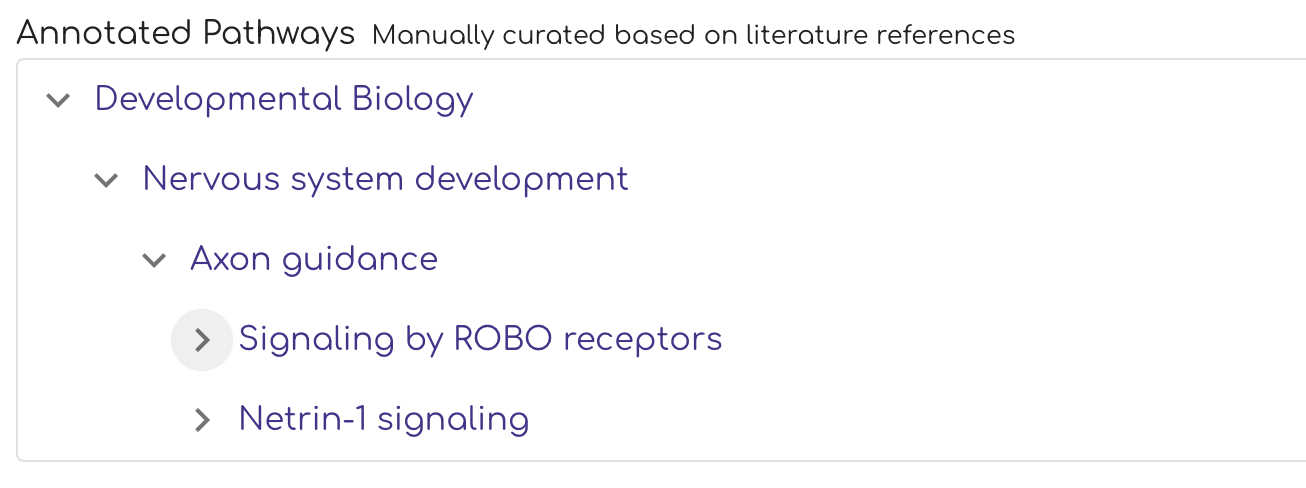 Annotated Pathways Manually curated based on literature references
Developmental Biology
Nervous system development
Axon guidance
Signaling by ROBO receptors
Netrin-1 signaling